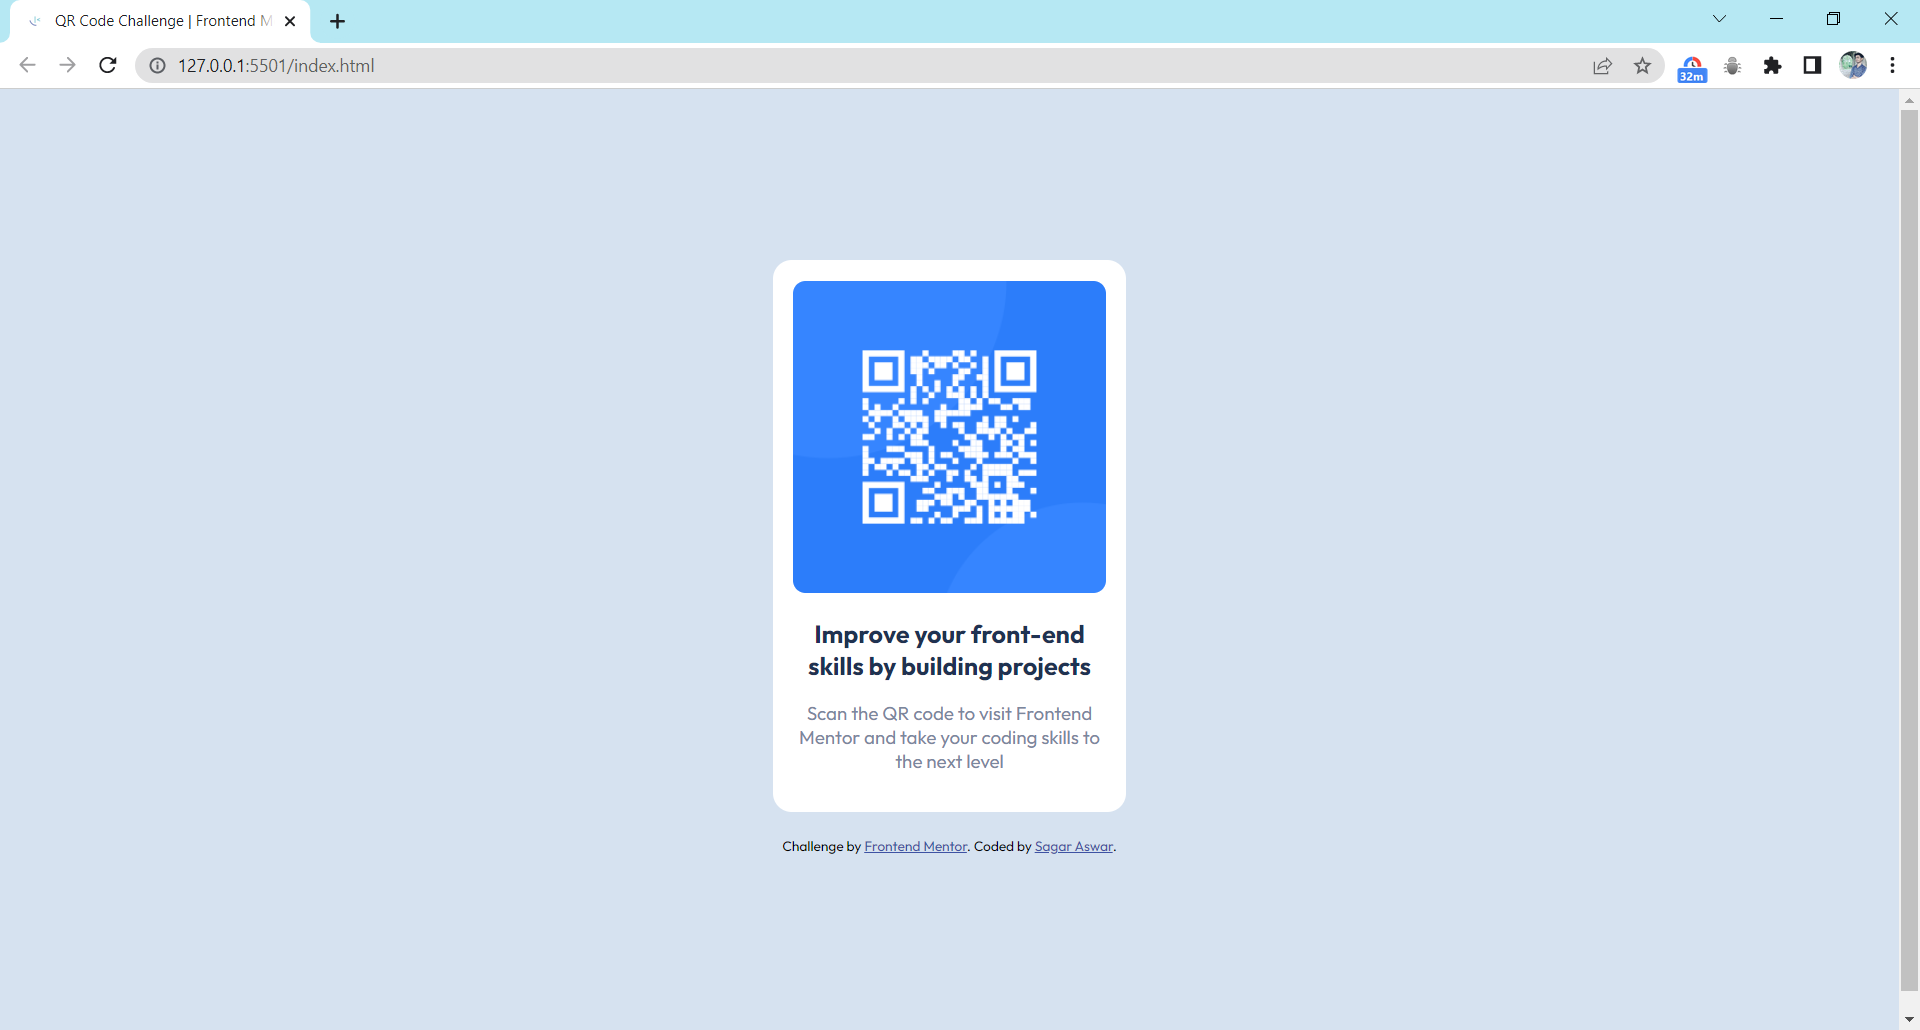 QR Code Challenge | Frontend M
127.0.0.1:5501/index.html
32m
Improve your front-end
skills by building projects
Scan the QR code to visit Frontend
Mentor and take your coding skills to
the next level
Challenge by Frontend Mentor. Coded by Sagar Aswar.